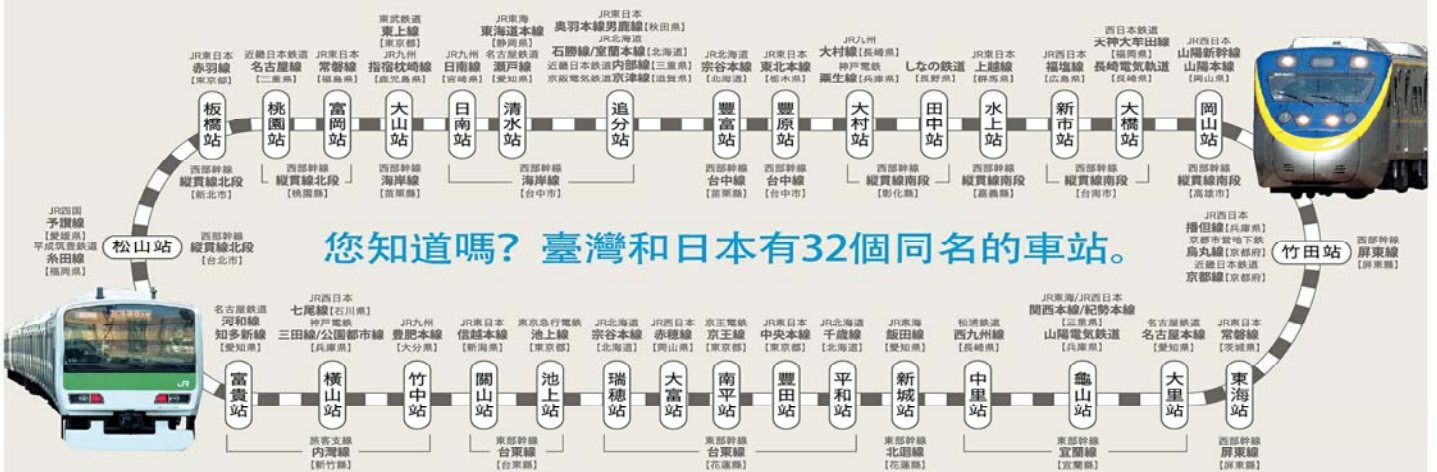 JR東日本
赤羽線
【東京都】
板橋站
西部幹線
縱貫線北段
【新北市】
近畿日本鉄道
名古屋線
【三重県】
桃園站
JR東日本
常磐線
【福島県】
富岡站
西部幹線
縱貫線北段
【桃園縣】
東武鉄道
東上線
【東京都】
JR九州
指宿枕崎線
【鹿児島県】
大山站
西部幹線
海岸線
【苗栗縣】
JR九州
日南線
【宮崎県】
日南站
JR東海
東海道本線
【静岡県】
名古屋鉄道
瀬戸線
【愛知県】
清水站
JR東日本
奥羽本線男鹿線【秋田県】
JR北海道
石勝線/室蘭本線【北海道】
近畿日本鉄道内部線【三重県】
京阪電気鉄道京津線【滋賀県】
追分站
西部幹線
海岸線
【台中市】
JR北海道
宗谷本線
【北海道】
豐富站
西部幹線
台中線
【苗栗縣】
JR東日本
東北本線
【栃木県】
豐原站
西部幹線
台中線
【台中市】
JR九州
大村線【長崎県】
神戸電鉄
粟生線【兵庫県】
大村站
しなの鉄道
【長野県】
田中站
西部幹線
縱貫線南段
【彰化縣】
JR東日本
上越線
【群馬県】
水上站
西部幹線
縱貫線南段
【嘉義縣】
JR西日本
福塩線
【広島県】
新市站
西日本鉄道
天神大牟田線
【福岡県】
長崎電気軌道
【長崎県】
大橋站
西部幹線
縱貫線南段
【台南市】
JR西日本
山陽新幹線
山陽本線
【岡山県】
岡山站
西部幹線
縱貫線南段
【高雄市】
JR四国
予讃線
【愛媛県】
平成筑豊鉄道
糸田線
【福岡県】
松山站
西部幹線
縱貫線北段
【台北市】
您知道嗎? 臺灣和日本有32個同名的車站。
JR西日本
播但線【兵庫県】
京都市営地下鉄
烏丸線【京都府】
近畿日本鉄道
京都線【京都府】
竹田站
西部幹線
屏東線
【屏東縣】
名古屋鉄道
河和線
知多新線
【愛知県】
富貴站
JR西日本
七尾線【石川県】
神戸電鉄
三田線/公園都市線
【兵庫県】
橫山站
JR九州
豊肥本線
【大分県】
竹中站
旅客支線
內灣線
【新竹縣】
JR東日本
信越本線
【新潟県】
關山站
東京急行電鉄
池上線
【東京都】
池上站
東部幹線
台東線
【台東縣】
JR北海道
宗谷本線
【北海道】
瑞穗站
JR西日本
赤穂線
【岡山県】
大富站
京王電鉄
京王線
【東京都】
南平站
JR東日本
中央本線
【東京都】
豐田站
JR北海道
千歳線
【北海道】
平和站
東部幹線
台東線
【花蓮縣】
JR東海
飯田線
【愛知県】
新城站
東部幹線
北迴線
【花蓮縣】
松浦鉄道
西九州線
【長崎県】
中里站
JR東海/JR西日本
関西本線/紀勢本線
【三重県】
山陽電気鉄道
【兵庫県】
龜山站
名古屋鉄道
名古屋本線
【愛知県】
大里站
東部幹線
宜蘭線
【宜蘭縣】
JR東日本
常磐線
【茨城県】
東海站
西部幹線
屏東線
【屏東縣】
JR